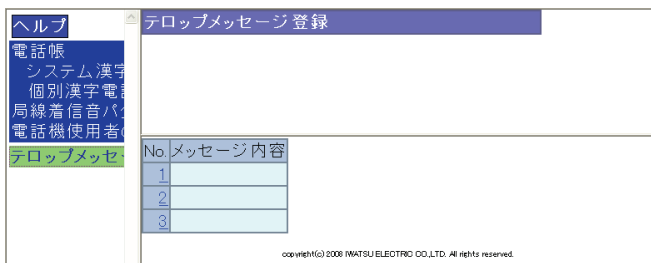 ヘルプ
電話帳
システム漢字
個別漢字電
局線着信音パ
電話機使用者
テロップメッセ
テロップメッセージ登録
No. メッセージ内容
1
2
3
copyright(c) 2008 IWATSU ELECTRIC CO.,LTD. All rights reserved.